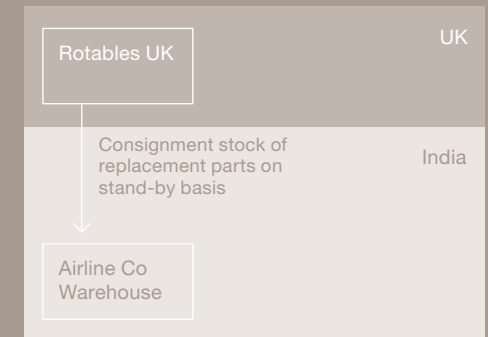 Rotables UK
UK
Consignment stock of
replacement parts on
stand-by basis
India
Airline Co
Warehouse